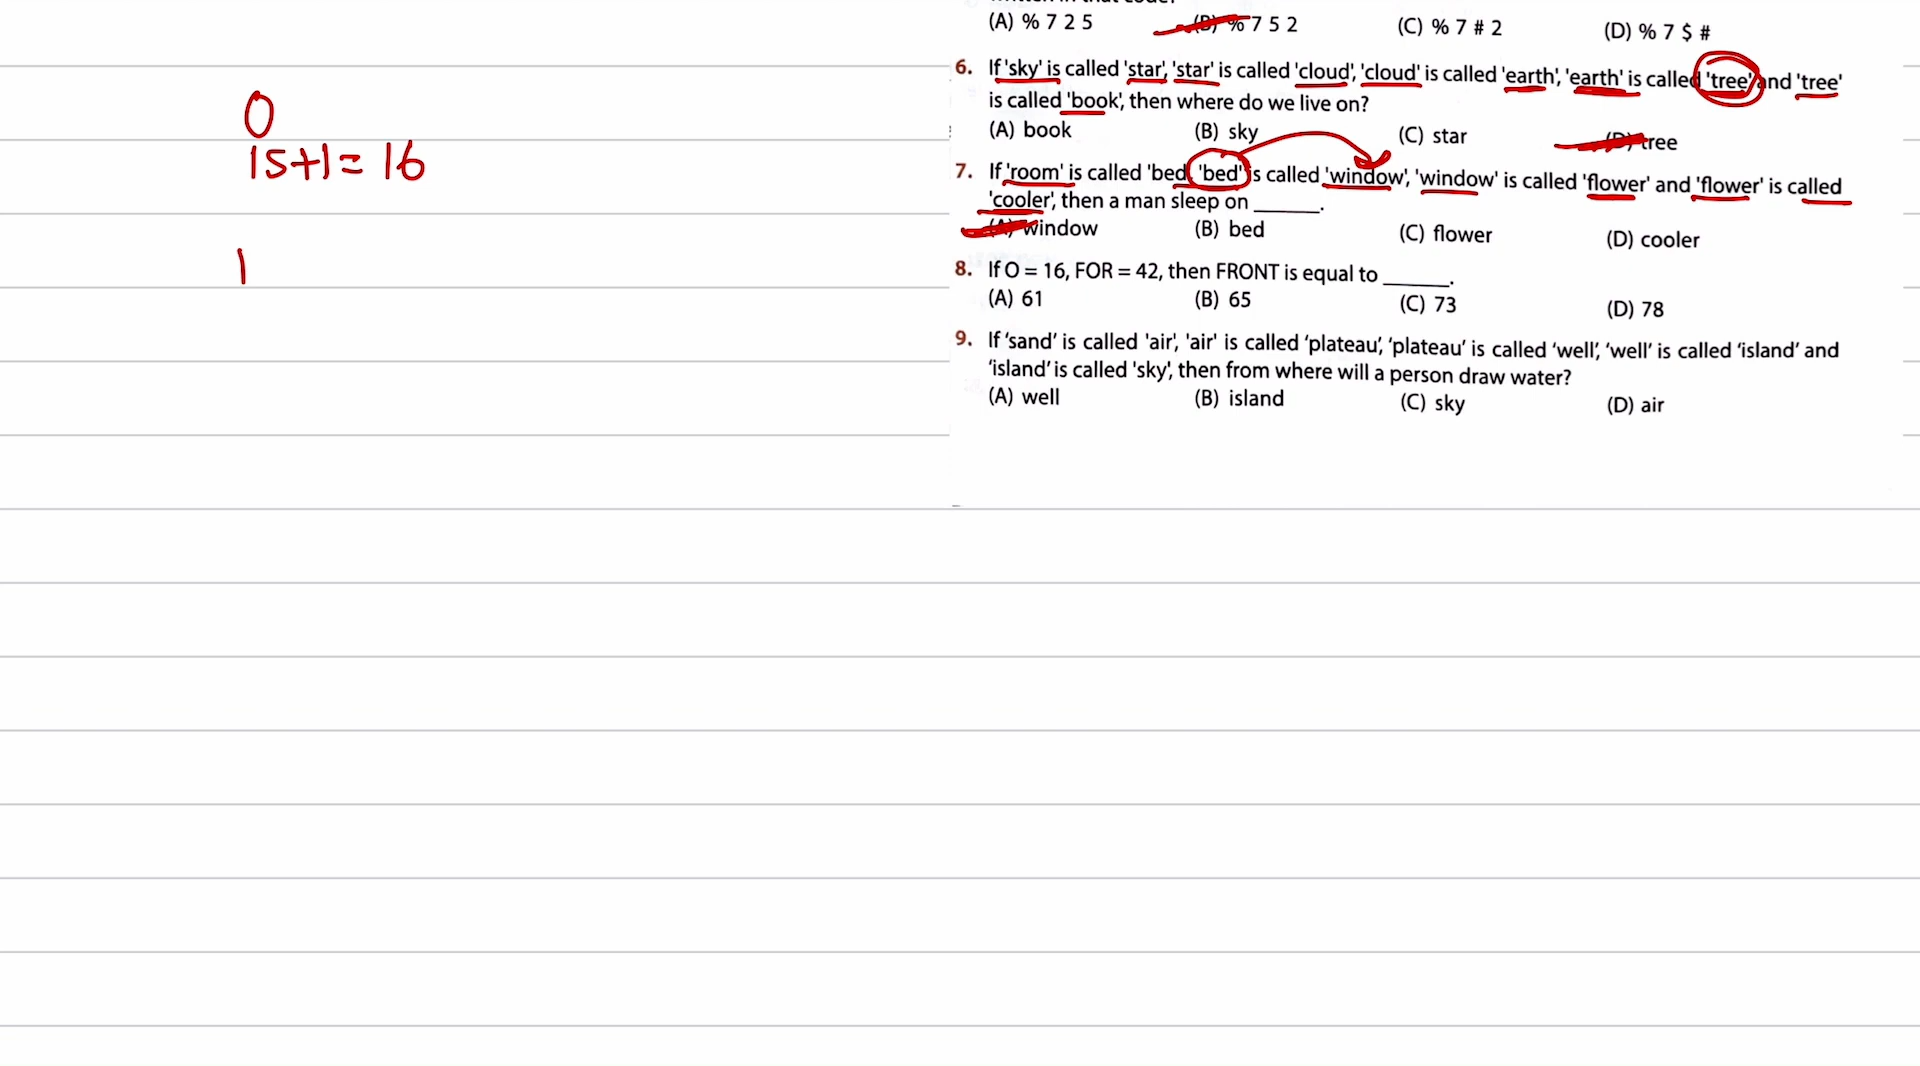 O
15+1=16
1
(A) % 7 2 5 (B) % 7 5 2 (C) % 7 # 2 (D) % 7 $ #
6. If 'sky' is called 'star', 'star' is called 'cloud', 'cloud' is called 'earth', 'earth' is called 'tree' and 'tree'
is called 'book', then where do we live on?
(A) book (B) sky (C) star (D) tree
7. If 'room' is called 'bed', 'bed' is called 'window', 'window' is called 'flower' and 'flower' is called
'cooler', then a man sleep on ______.
(A) window (B) bed (C) flower (D) cooler
8. If O = 16, FOR = 42, then FRONT is equal to ______.
(A) 61 (B) 65 (C) 73 (D) 78
9. If ‘sand’ is called 'air', 'air' is called ‘plateau’, ‘plateau’ is called ‘well’, ‘well’ is called ‘island’ and
‘island’ is called 'sky', then from where will a person draw water?
(A) well (B) island (C) sky (D) air